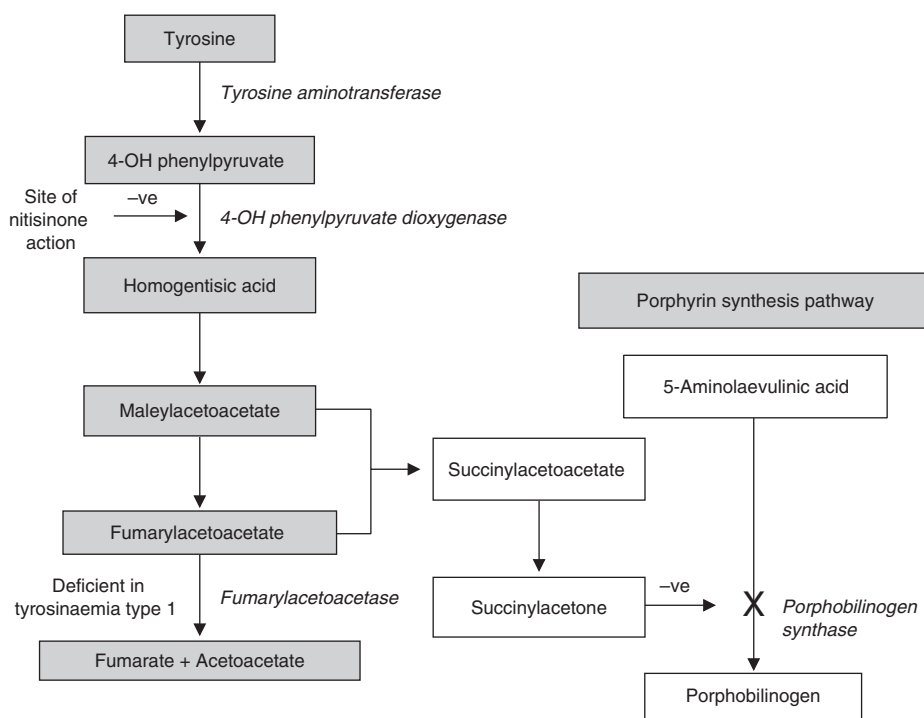 Tyrosine
Tyrosine aminotransferase
4-OH phenylpyruvate
Site of
nitisinone
action
–ve
4-OH phenylpyruvate dioxygenase
Homogentisic acid
Porphyrin synthesis pathway
5-Aminolaevulinic acid
Maleylacetoacetate
Succinylacetoacetate
Fumarylacetoacetate
Deficient in
tyrosinaemia type 1
Fumarylacetoacetase
Succinylacetone
–ve
X
Porphobilinogen
synthase
Fumarate + Acetoacetate
Porphobilinogen